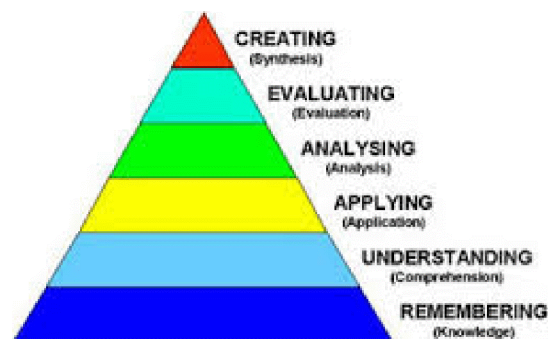 CREATING
(Synthesis)
EVALUATING
(Evaluation)
ANALYSING
(Analysis)
APPLYING
(Application)
UNDERSTANDING
(Comprehension)
REMEMBERING
(Knowledge)